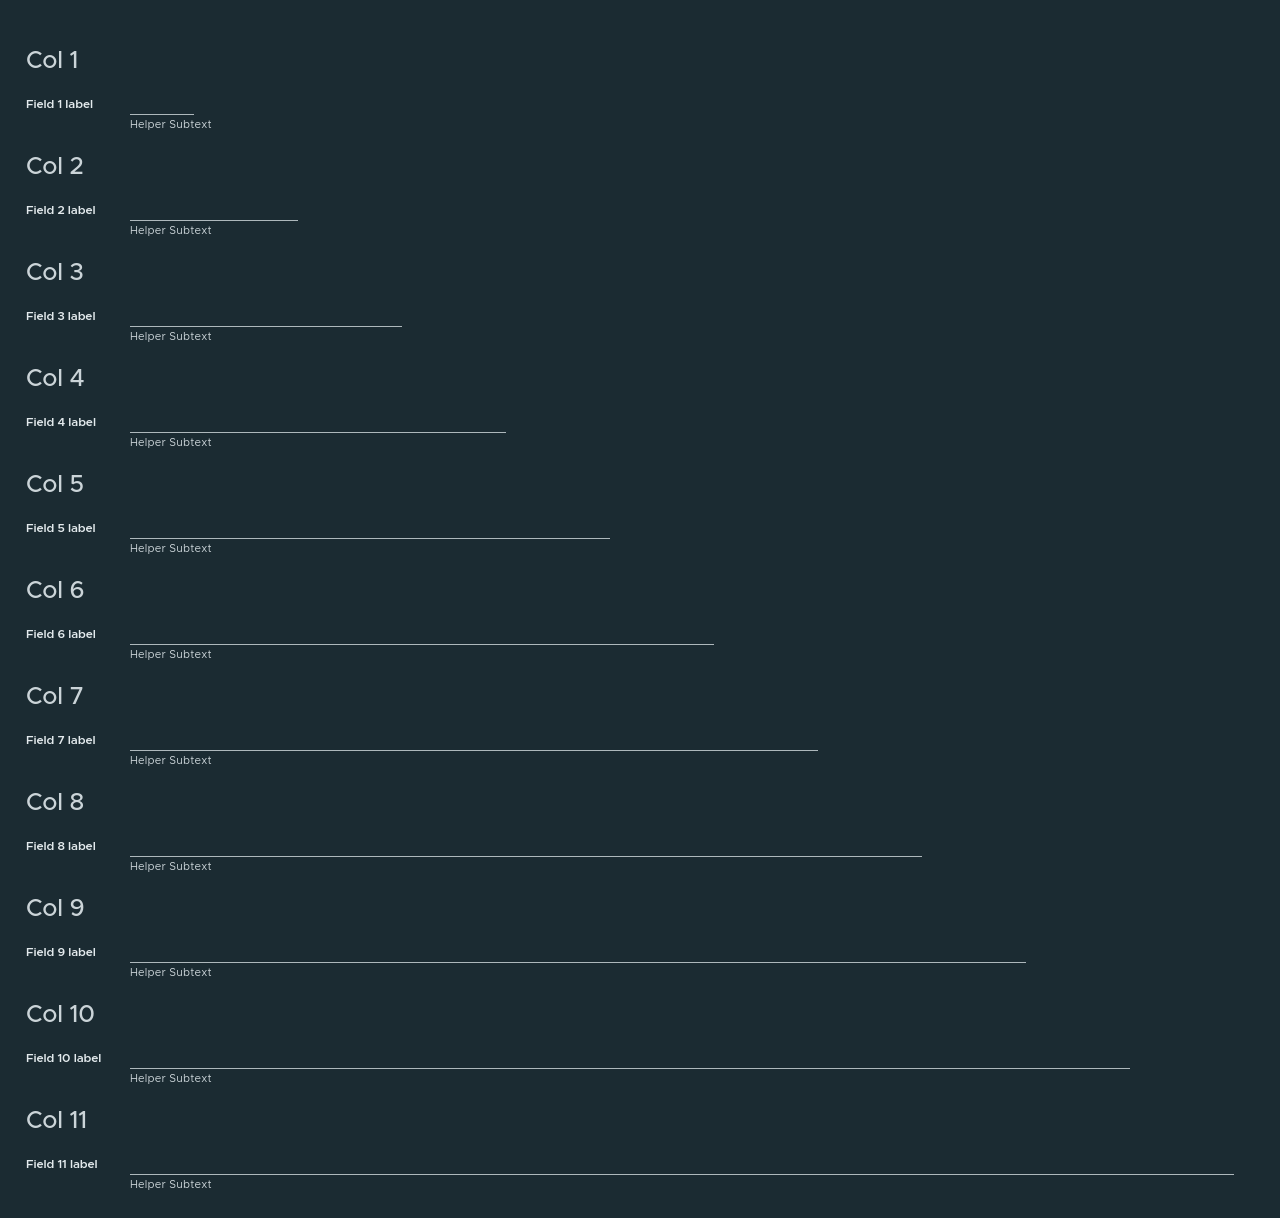 Col 1
Field 1 label
Helper Subtext
Col 2
Field 2 label
Helper Subtext
Col 3
Field 3 label
Helper Subtext
Col 4
Field 4 label
Helper Subtext
Col 5
Field 5 label
Helper Subtext
Col 6
Field 6 label
Helper Subtext
Col 7
Field 7 label
Helper Subtext
Col 8
Field 8 label
Helper Subtext
Col 9
Field 9 label
Helper Subtext
Col 10
Field 10 label
Helper Subtext
Col 11
Field 11 label
Helper Subtext